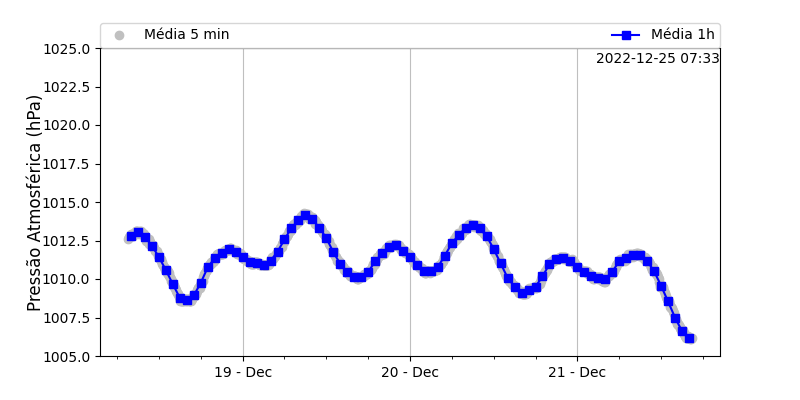 Média 5 min
Média 1h
2022-12-25 07:33
Pressão Atmosférica (hPa)
1025.0
1022.5
1020.0
1017.5
1015.0
1012.5
1010.0
1007.5
1005.0
19 - Dec
20 - Dec
21 - Dec